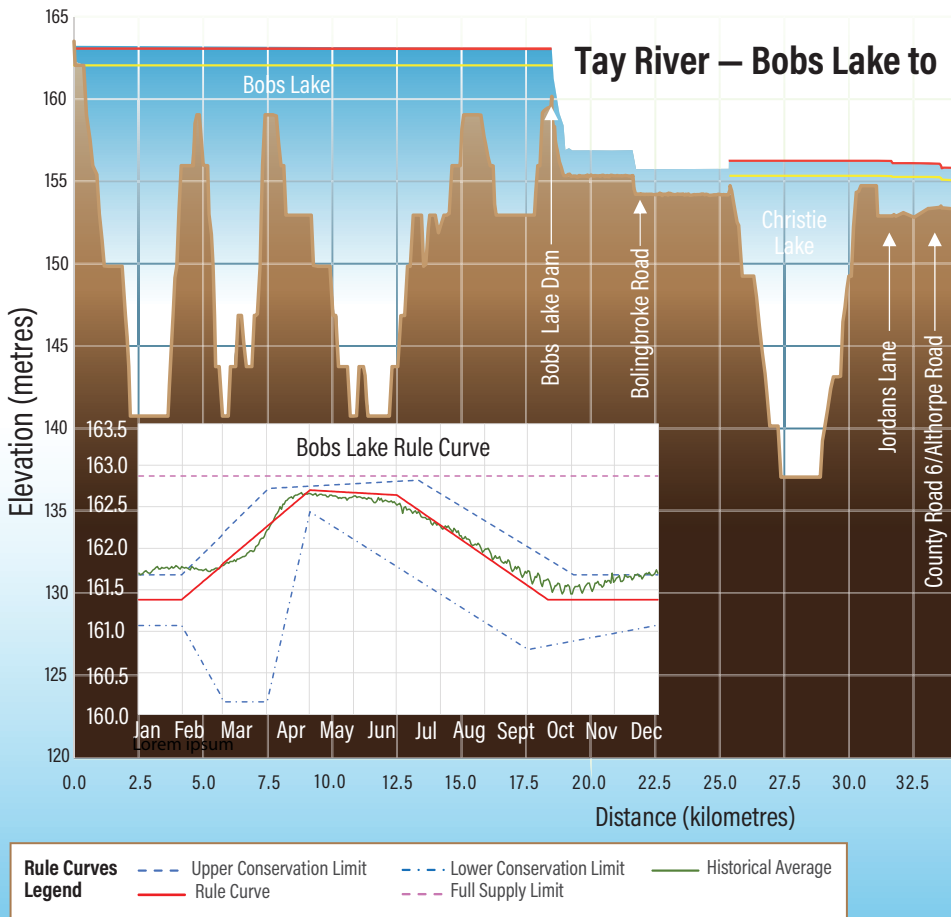 Tay River — Bobs Lake to
Elevation (metres)
165
160
155
150
145
140
135
130
125
120
Bobs Lake
Christie
Lake
Bobs Lake Dam
Bolingbroke Road
Jordans Lane
County Road 6/Althorpe Road
Bobs Lake Rule Curve
163.5
163.0
162.5
162.0
161.5
161.0
160.5
160.0
Jan Feb Mar Apr May Jun Jul Aug Sept Oct Nov Dec
Lorem ipsum
0.0 2.5 5.0 7.5 10.0 12.5 15.0 17.5 20.0 22.5 25.0 27.5 30.0 32.5
Distance (kilometres)
Rule Curves
Legend
Upper Conservation Limit
Rule Curve
Lower Conservation Limit
Full Supply Limit
Historical Average